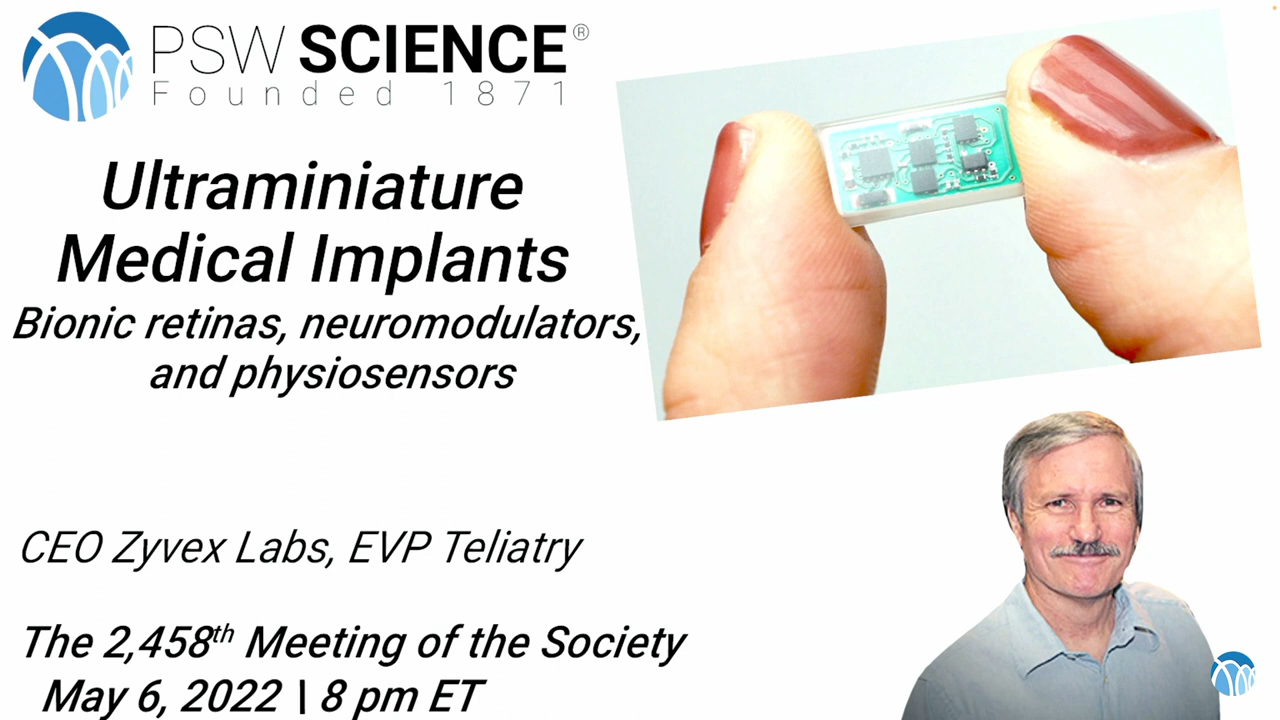 PSW SCIENCE®
Founded 1871
Ultraminiature
Medical Implants
Bionic retinas, neuromodulators,
and physiosensors
CEO Zyvex Labs, EVP Teliatry
The 2,458th Meeting of the Society
May 6, 2022 | 8 pm ET